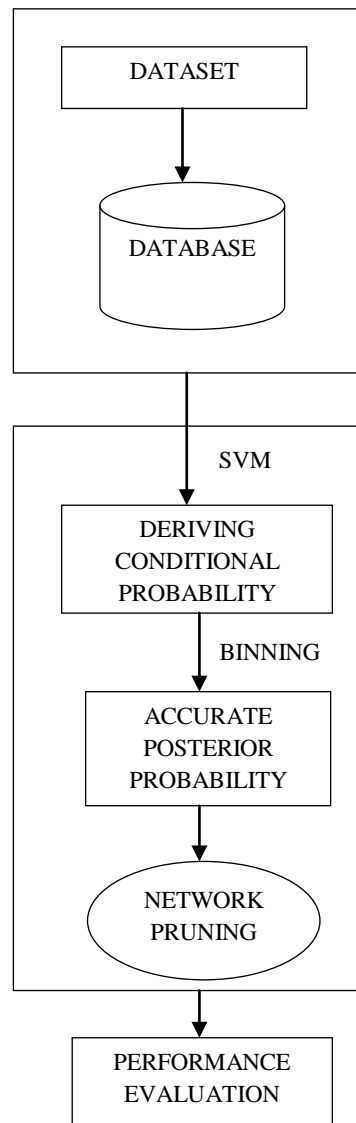 DATASET
DATABASE
SVM
DERIVING
CONDITIONAL
PROBABILITY
BINNING
ACCURATE
POSTERIOR
PROBABILITY
NETWORK
PRUNING
PERFORMANCE
EVALUATION